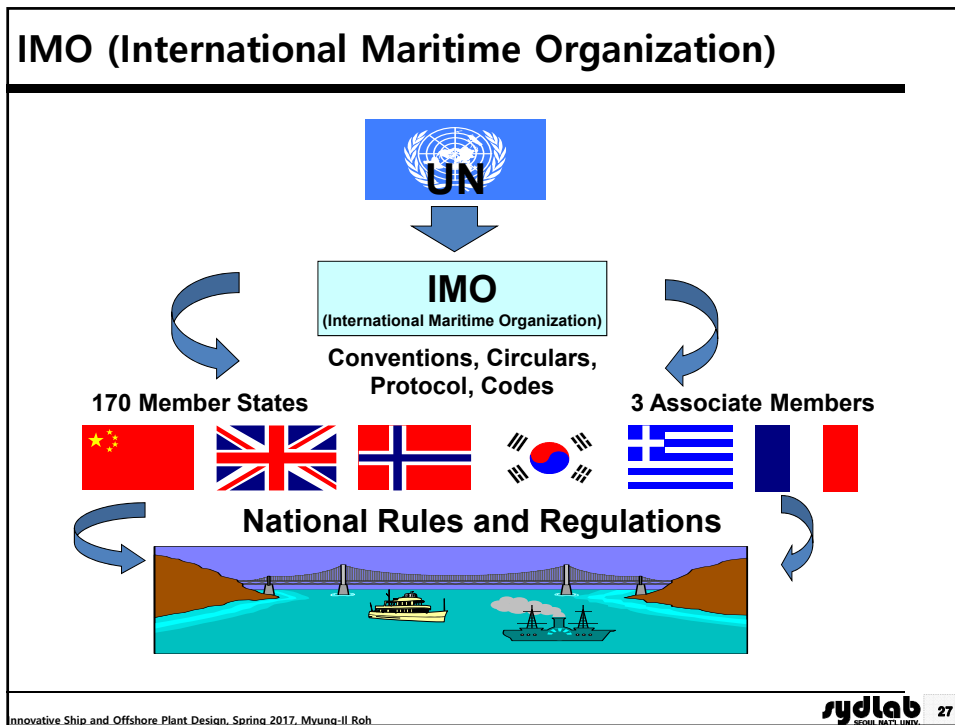 IMO (International Maritime Organization)
UN
IMO
(International Maritime Organization)
Conventions, Circulars,
Protocol, Codes
170 Member States
3 Associate Members
National Rules and Regulations
nnovative Ship and Offshore Plant Design, Spring 2017, Myung-Il Roh
sydlab
SEOUL NAT'L UNIV.
27